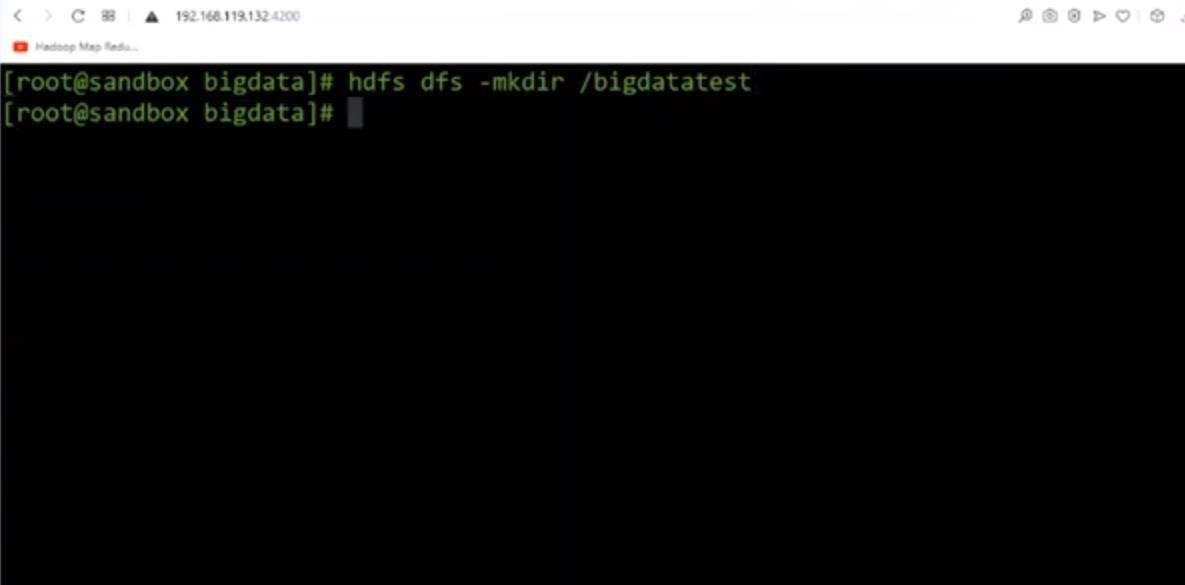 192.168.119.132:4200
Hadoop Map Redu...
[root@sandbox bigdata]# hdfs dfs -mkdir /bigdatatest
[root@sandbox bigdata]#